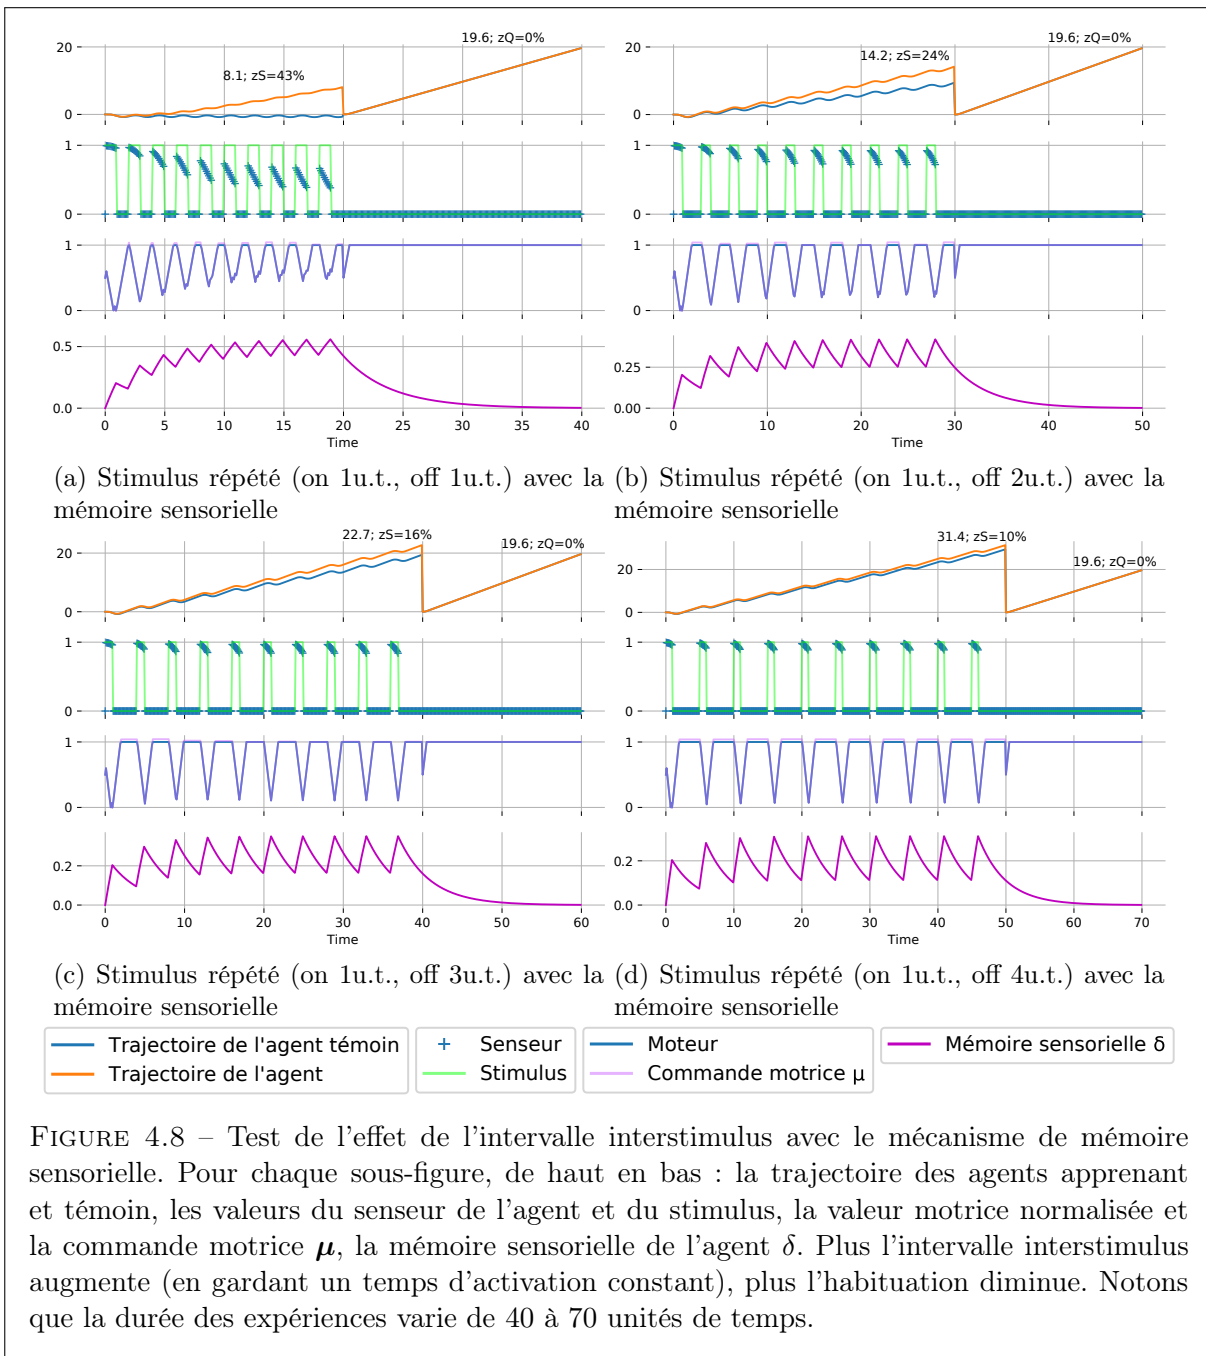 20
0
8.1; zS=43%
19.6; zQ=0%
1
0
1
0
0.5
0.0
0 5 10 15 20 25 30 35 40
Time
20
0
14.2; zS=24%
19.6; zQ=0%
1
0
1
0
0.25
0.00
0 10 20 30 40 50
Time
(a) Stimulus répété (on 1u.t., off 1u.t.) avec la
mémoire sensorielle
(b) Stimulus répété (on 1u.t., off 2u.t.) avec la
mémoire sensorielle
20
0
22.7; zS=16%
19.6; zQ=0%
1
0
1
0
0.2
0.0
0 10 20 30 40 50 60
Time
20
0
31.4; zS=10%
19.6; zQ=0%
1
0
1
0
0.2
0.0
0 10 20 30 40 50 60 70
Time
(c) Stimulus répété (on 1u.t., off 3u.t.) avec la
mémoire sensorielle
(d) Stimulus répété (on 1u.t., off 4u.t.) avec la
mémoire sensorielle
Trajectoire de l'agent témoin
Trajectoire de l'agent
Senseur
Stimulus
Moteur
Commande motrice μ
Mémoire sensorielle δ
FIGURE 4.8 – Test de l'effet de l'intervalle interstimulus avec le mécanisme de mémoire
sensorielle. Pour chaque sous-figure, de haut en bas : la trajectoire des agents apprenant
et témoin, les valeurs du senseur de l'agent et du stimulus, la valeur motrice normalisée et
la commande motrice μ, la mémoire sensorielle de l'agent δ. Plus l'intervalle interstimulus
augmente (en gardant un temps d'activation constant), plus l'habituation diminue. Notons
que la durée des expériences varie de 40 à 70 unités de temps.